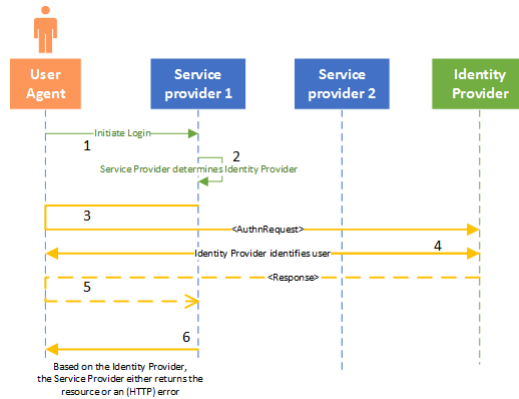 User Agent
Service provider 1
Service provider 2
Identity Provider
Initiate Login
1
2
Service Provider determines Identity Provider
3
<AuthnRequest>
4
Identity Provider identifies user
<Response>
5
6
Based on the Identity Provider,
the Service Provider either returns the
resource or an (HTTP) error